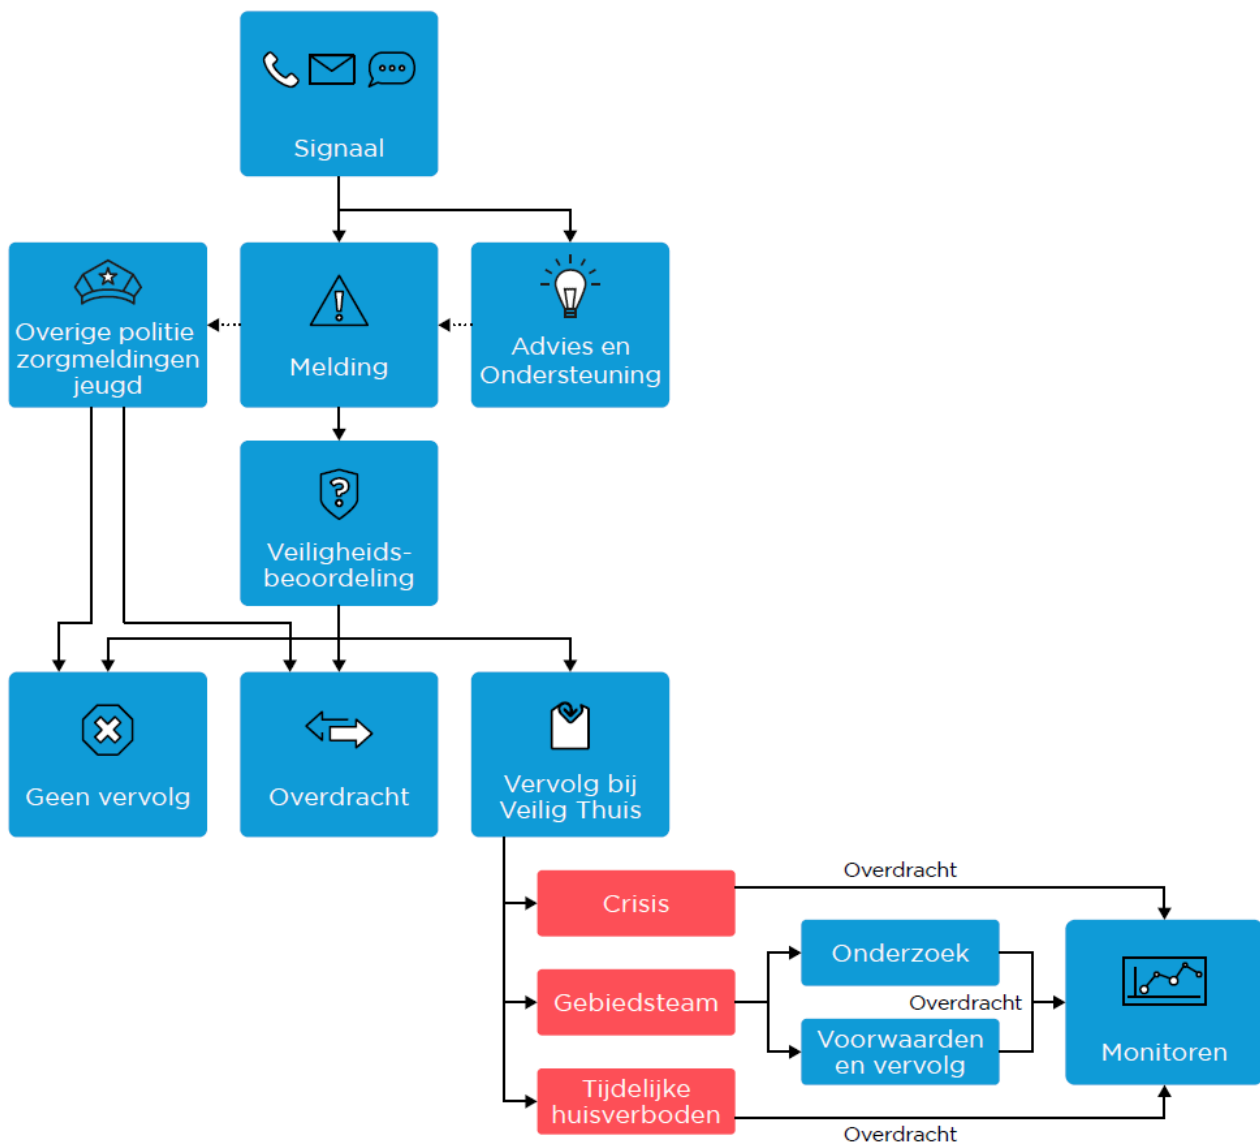 Signaal
Overige politie
zorgmeldingen
jeugd
Melding
Advies en
Ondersteuning
Veiligheids-
beoordeling
Geen vervolg
Overdracht
Vervolg bij
Veilig Thuis
Crisis
Overdracht
Gebiedsteam
Onderzoek
Overdracht
Voorwaarden
en vervolg
Monitoren
Tijdelijke
huisverboden
Overdracht